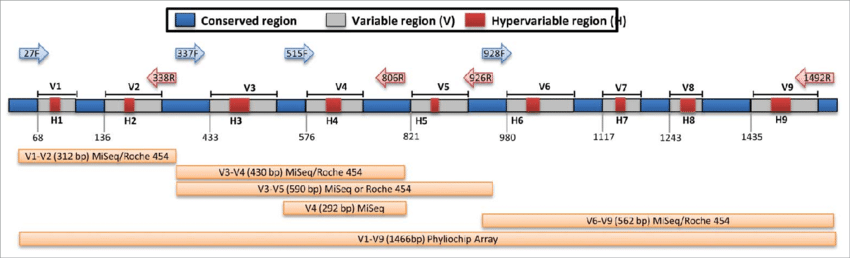 Conserved region Variable region (V) Hypervariable region (H)
27F 337F 515F 928F
338R 806R 926R 1492R
V1 V2 V3 V4 V5 V6 V7 V8 V9
H1 H2 H3 H4 H5 H6 H7 H8 H9
68 136 433 576 821 980 1117 1243 1435
V1-V2 (312 bp) MiSeq/Roche 454
V3-V4 (430 bp) MiSeq/Roche 454
V3-V5 (590 bp) MiSeq or Roche 454
V4 (292 bp) MiSeq
V6-V9 (562 bp) MiSeq/Roche 454
V1-V9 (1466bp) Phyliochip Array